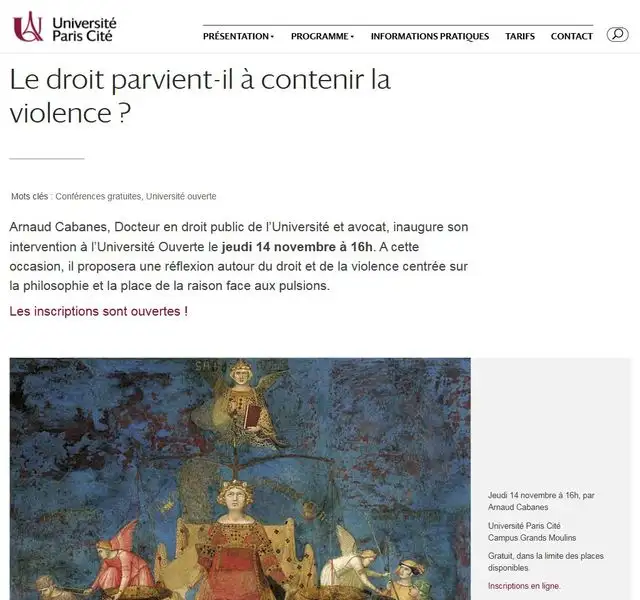 Université
Paris Cité
PRÉSENTATION
PROGRAMME
INFORMATIONS PRATIQUES
TARIFS
CONTACT
Le droit parvient-il à contenir la
violence ?
Mots clés : Conférences gratuites, Université ouverte
Arnaud Cabanes, Docteur en droit public de l'Université et avocat, inaugure son
intervention à l'Université Ouverte le jeudi 14 novembre à 16h. A cette
occasion, il proposera une réflexion autour du droit et de la violence centrée sur
la philosophie et la place de la raison face aux pulsions.
Les inscriptions sont ouvertes !
Jeudi 14 novembre à 16h, par
Arnaud Cabanes
Université Paris Cité
Campus Grands Moulins
Gratuit, dans la limite des places
disponibles
Inscriptions en ligne.